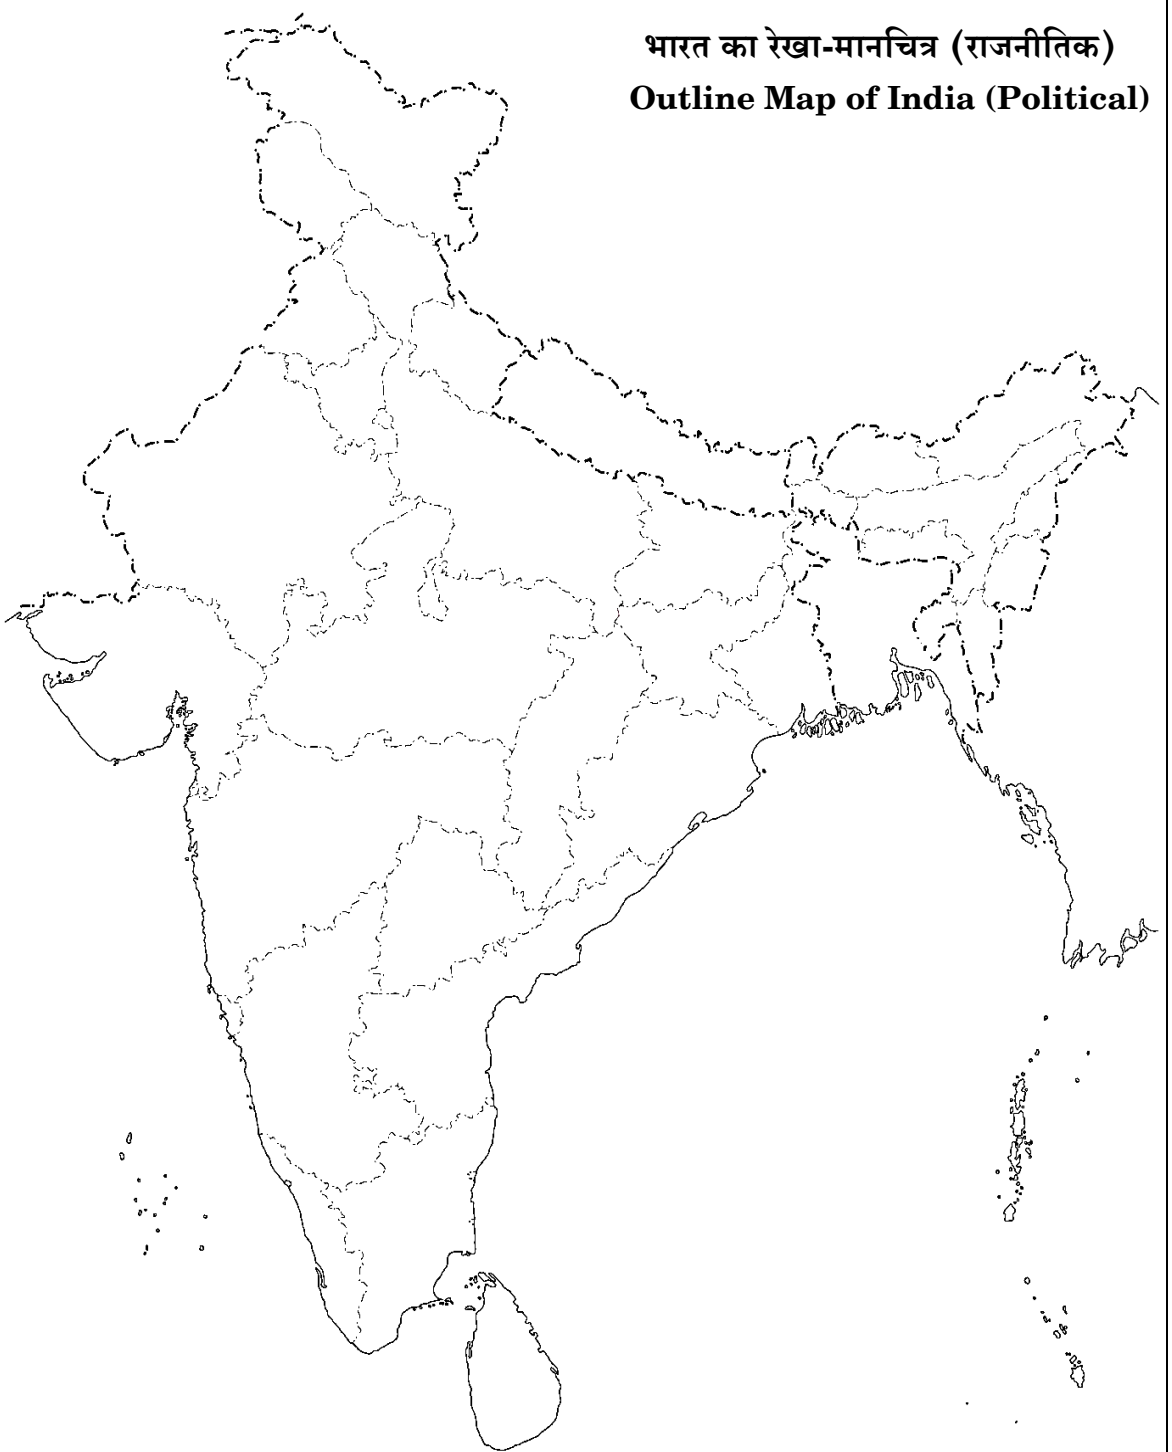 भारत का रेखा-मानचित्र (राजनीतिक)
Outline Map of India (Political)